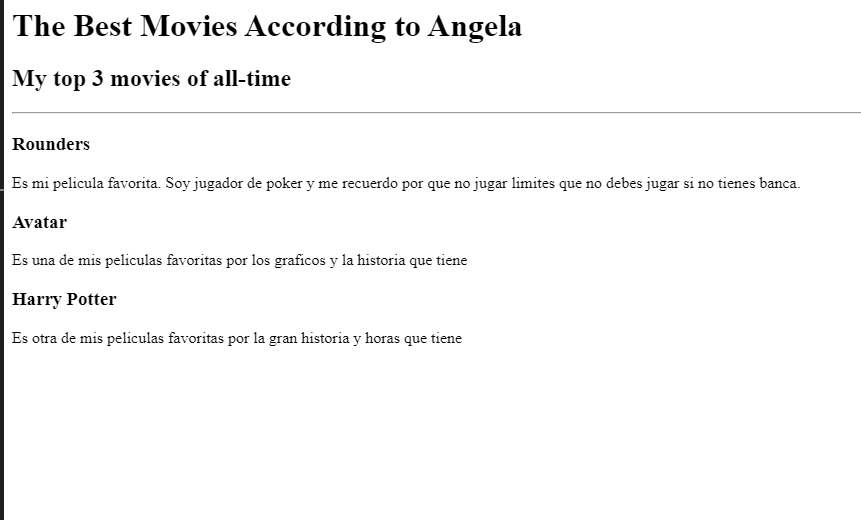 The Best Movies According to Angela
My top 3 movies of all-time
Rounders
Es mi pelicula favorita. Soy jugador de poker y me recuerdo por que no jugar limites que no debes jugar si no tienes banca.
Avatar
Es una de mis peliculas favoritas por los graficos y la historia que tiene
Harry Potter
Es otra de mis peliculas favoritas por la gran historia y horas que tiene